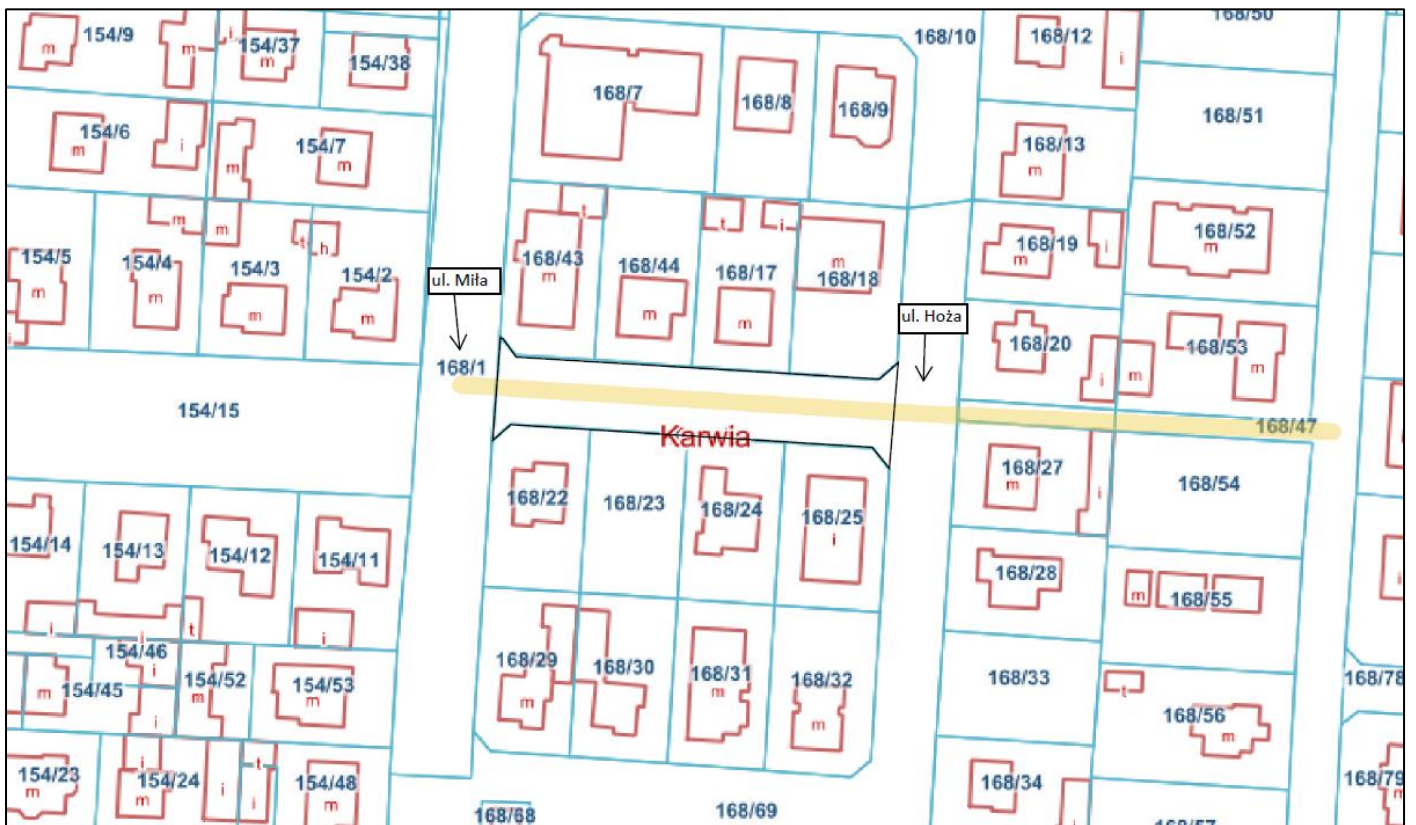 168/50
154/9
m
m
i
154/37
m
154/38
168/10
168/12
i
168/7
168/8
168/9
168/51
154/6
m
i
154/7
m
m
168/13
m
m
m
t
h
t
t
i
154/5
m
154/4
m
154/3
m
154/2
m
168/43
m
168/44
m
168/17
m
m
168/18
168/19
m
i
168/52
m
ul. Miła
ul. Hoża
i
168/20
i
m
168/53
m
168/1
154/15
Karwia
168/47
168/22
168/23
168/24
168/25
i
168/27
m
i
168/54
154/14
154/13
154/12
154/11
168/28
m
168/55
i
i
t
i
154/46
i
m
154/45
i
154/52
m
154/53
m
168/29
m
168/30
168/31
m
168/32
m
168/33
168/78
t
168/56
m
154/23
m
i
154/24
m
i
t
i
154/48
m
168/34
i
168/79
m
168/68
168/69
168/57